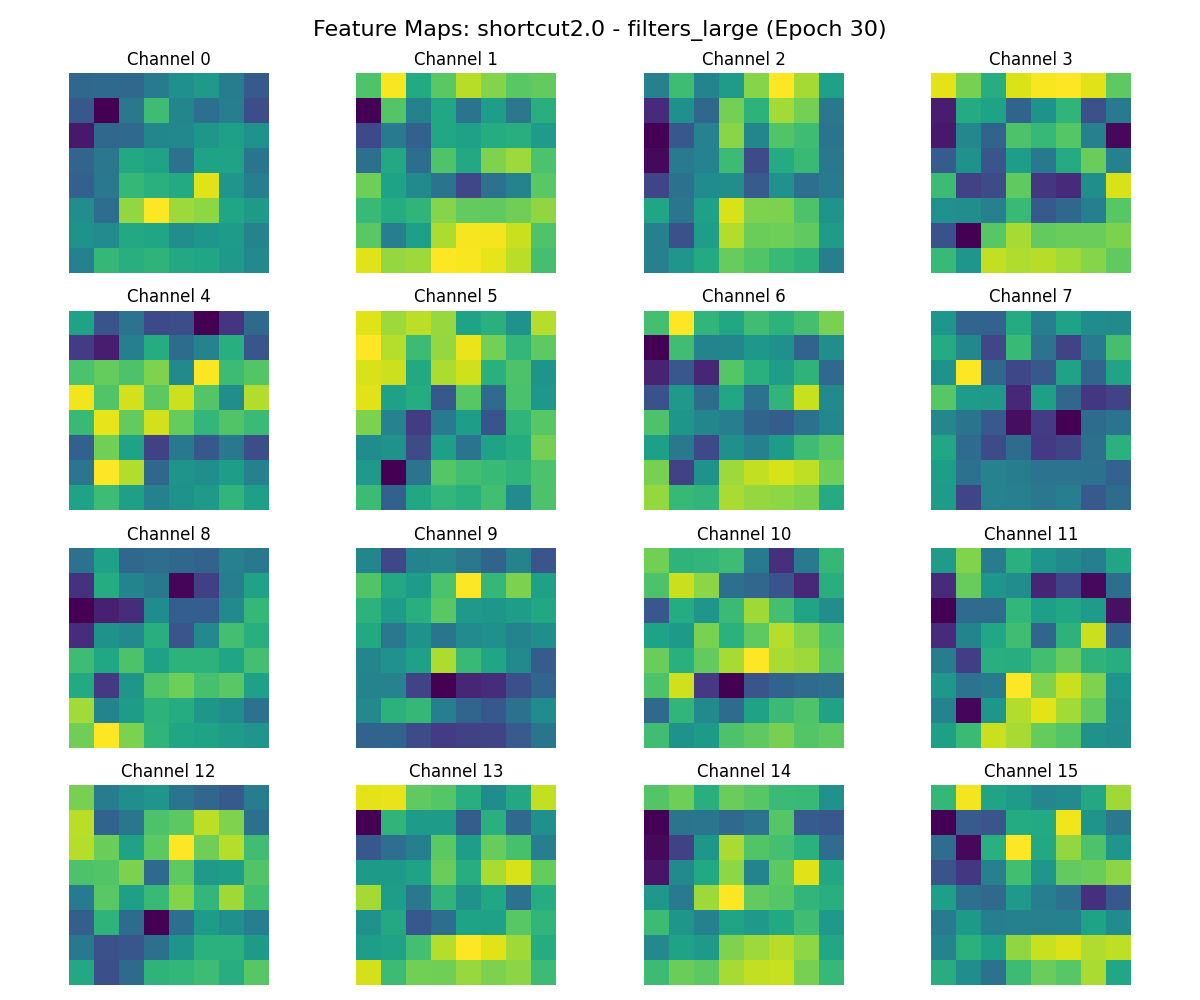 Feature Maps: shortcut2.0 - filters_large (Epoch 30)
Channel 0
Channel 1
Channel 2
Channel 3
Channel 4
Channel 5
Channel 6
Channel 7
Channel 8
Channel 9
Channel 10
Channel 11
Channel 12
Channel 13
Channel 14
Channel 15